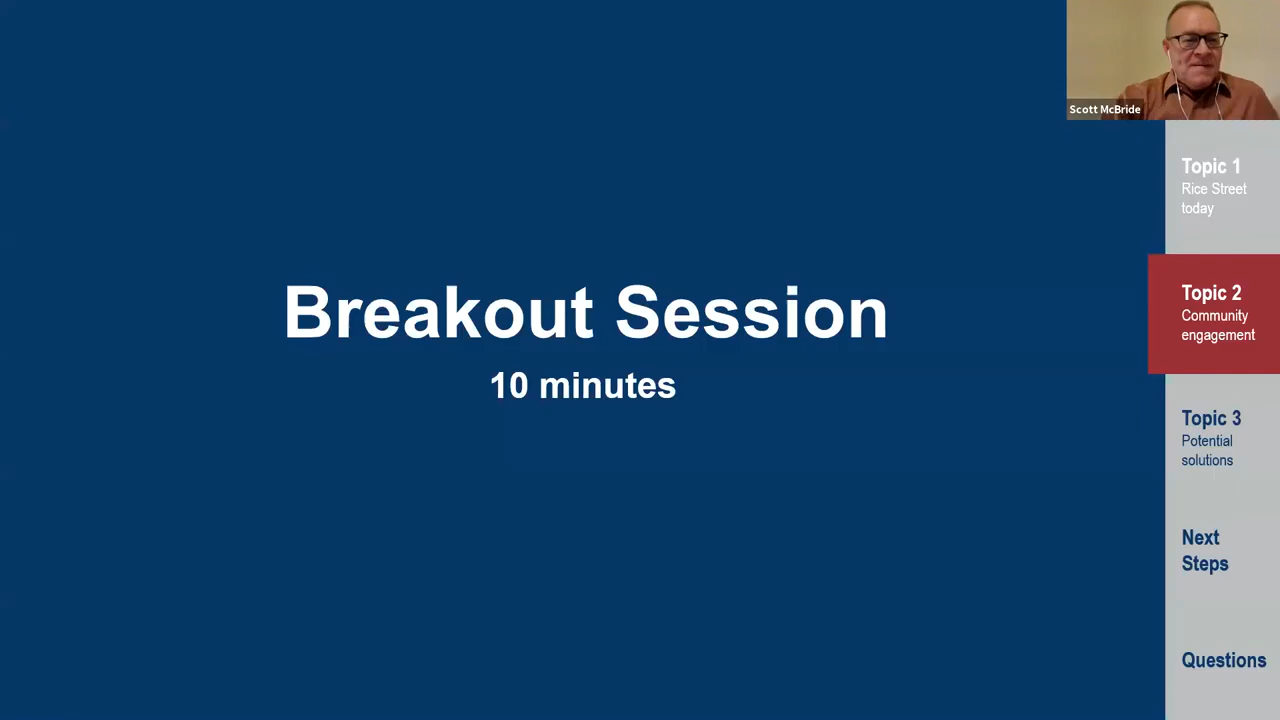 Scott McBride
Breakout Session
10 minutes
Topic 1
Rice Street
today
Topic 2
Community
engagement
Topic 3
Potential
solutions
Next
Steps
Questions